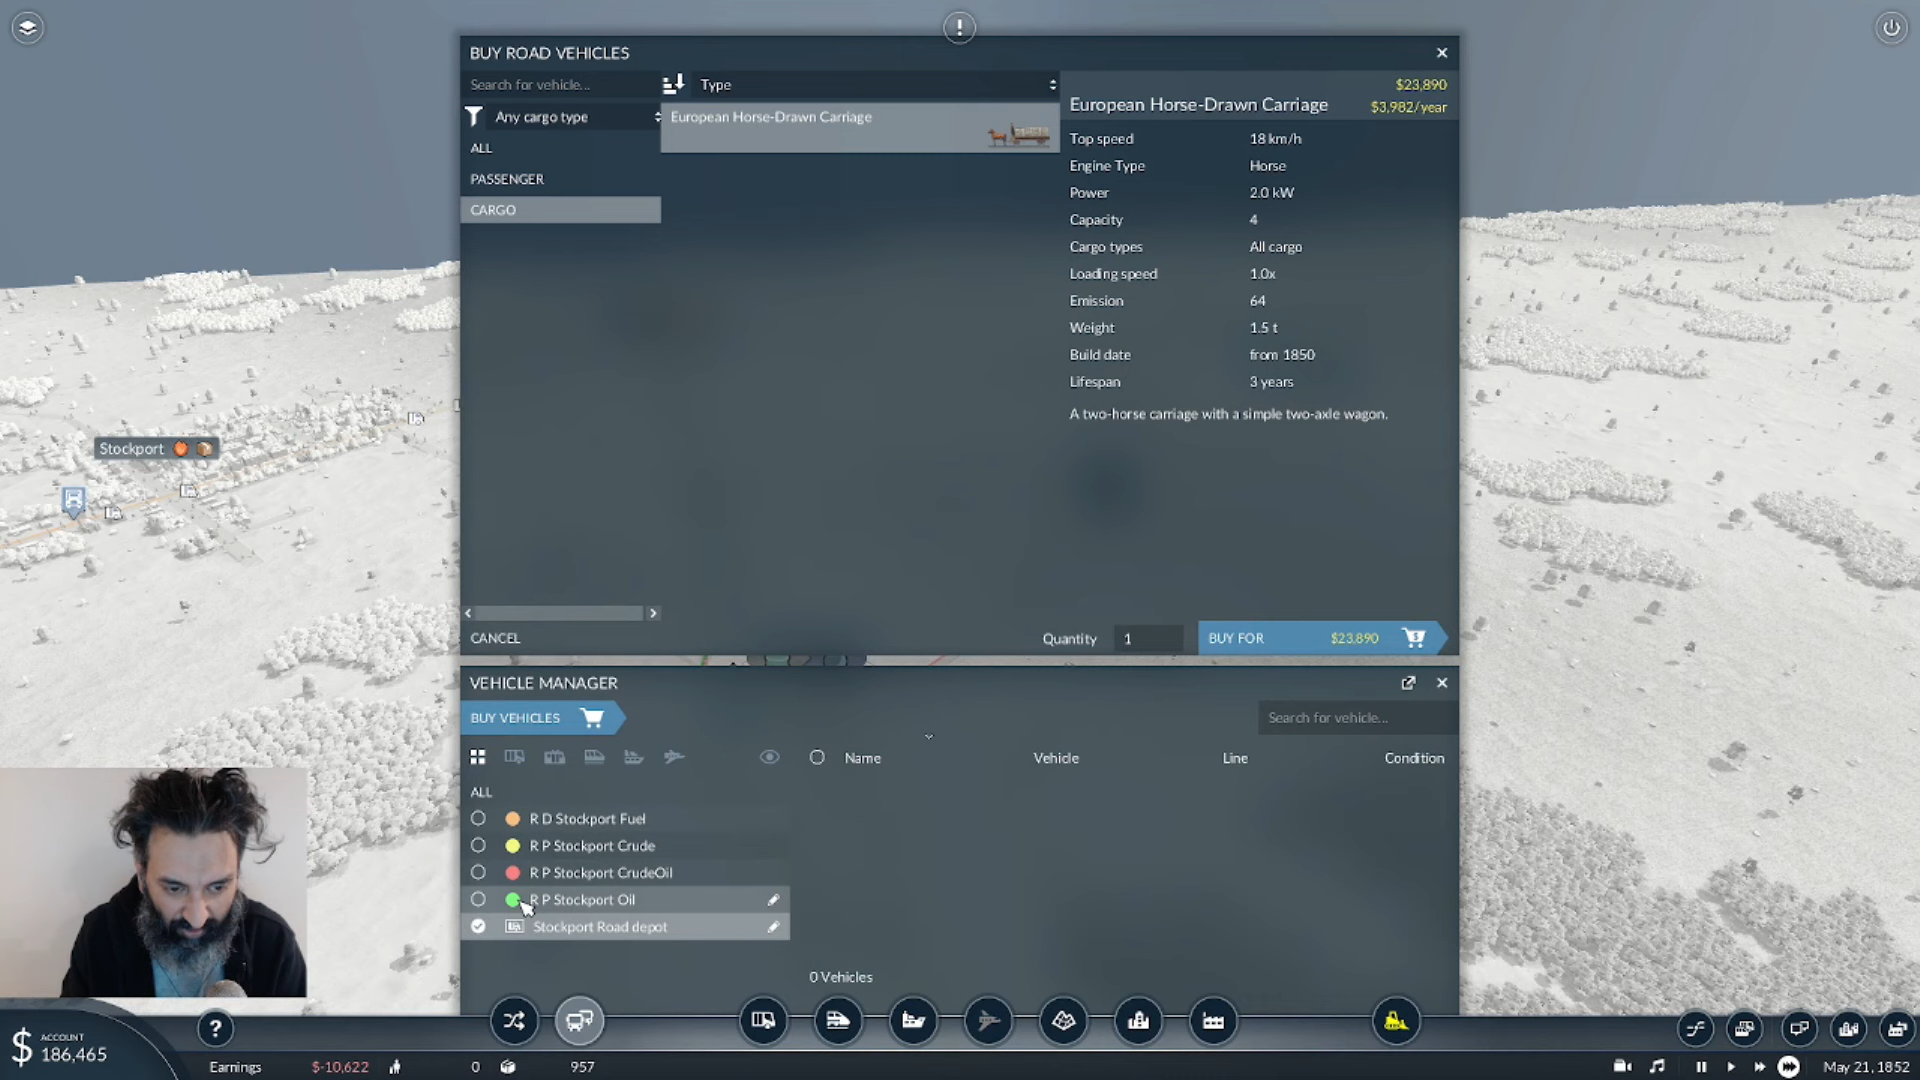 !
BUY ROAD VEHICLES
Search for vehicle...
Type
Any cargo type
ALL
PASSENGER
CARGO
European Horse-Drawn Carriage
$23,890
European Horse-Drawn Carriage
$3,982/year
Top speed 18 km/h
Engine Type Horse
Power 2.0 kW
Capacity 4
Cargo types All cargo
Loading speed 1.0x
Emission 64
Weight 1.5 t
Build date from 1850
Lifespan 3 years
A two-horse carriage with a simple two-axle wagon.
Stockport
CANCEL
Quantity 1
BUY FOR $23,890
VEHICLE MANAGER
BUY VEHICLES
Search for vehicle...
Name Vehicle Line Condition
ALL
R D Stockport Fuel
R P Stockport Crude
R P Stockport CrudeOil
R P Stockport Oil
Stockport Road depot
0 Vehicles
?
$ ACCOUNT
186,465
Earnings $-10,622 0 957
May 21, 1852